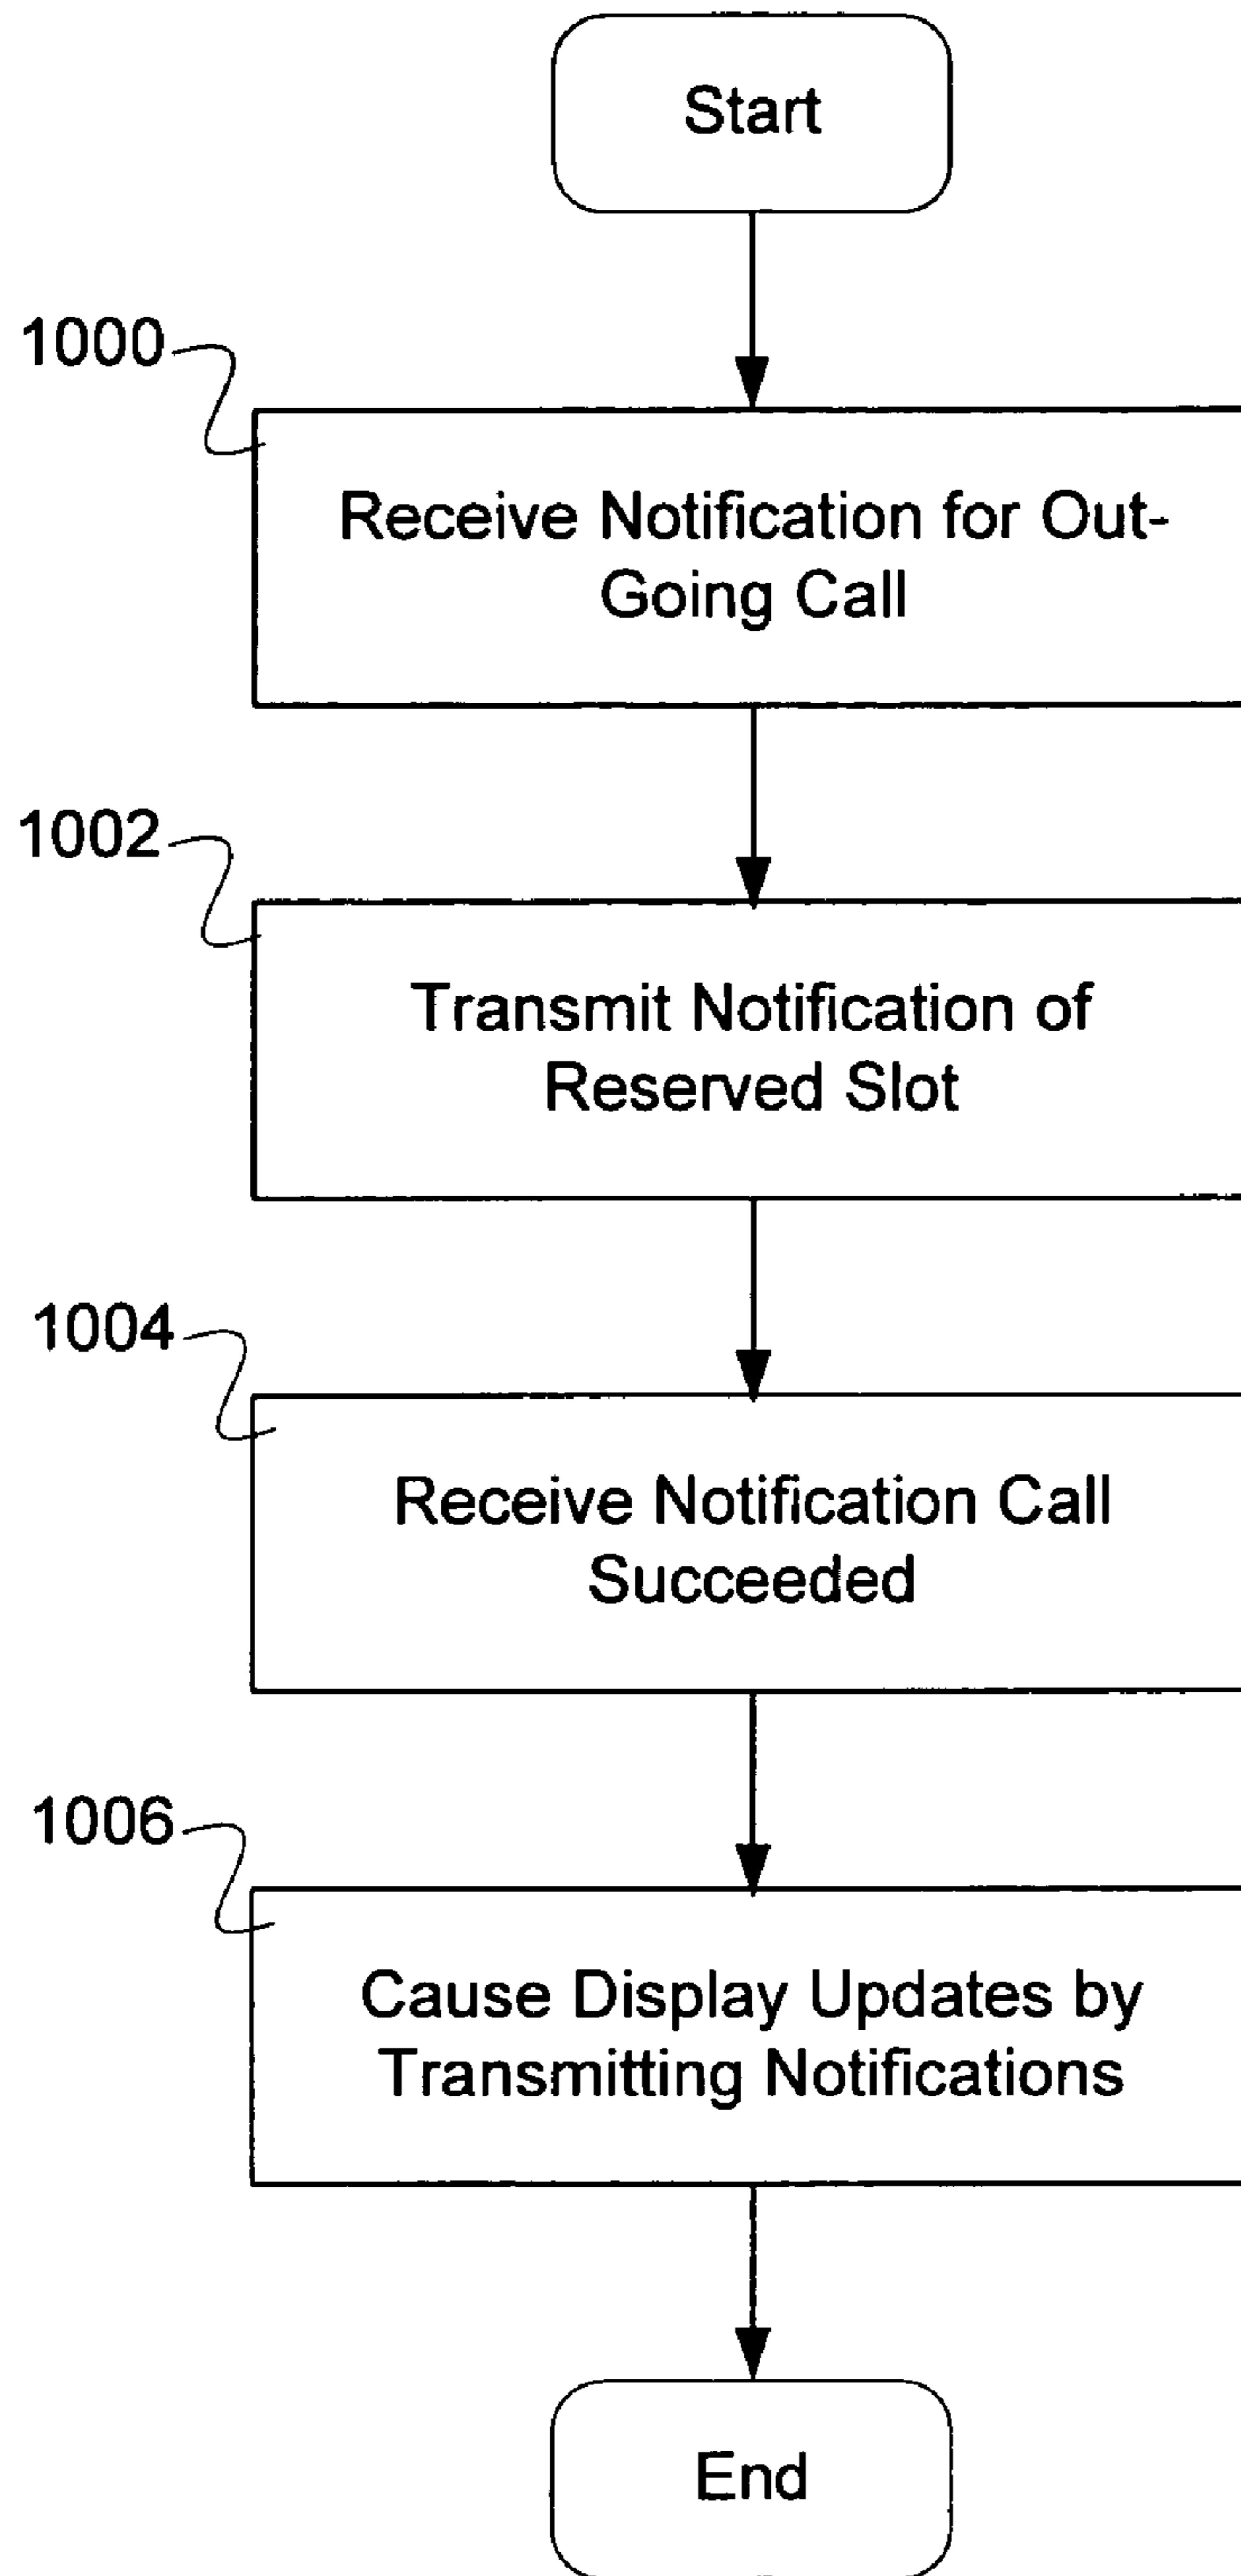 Start
1000
Receive Notification for Out-
Going Call
1002
Transmit Notification of
Reserved Slot
1004
Receive Notification Call
Succeeded
1006
Cause Display Updates by
Transmitting Notifications
End